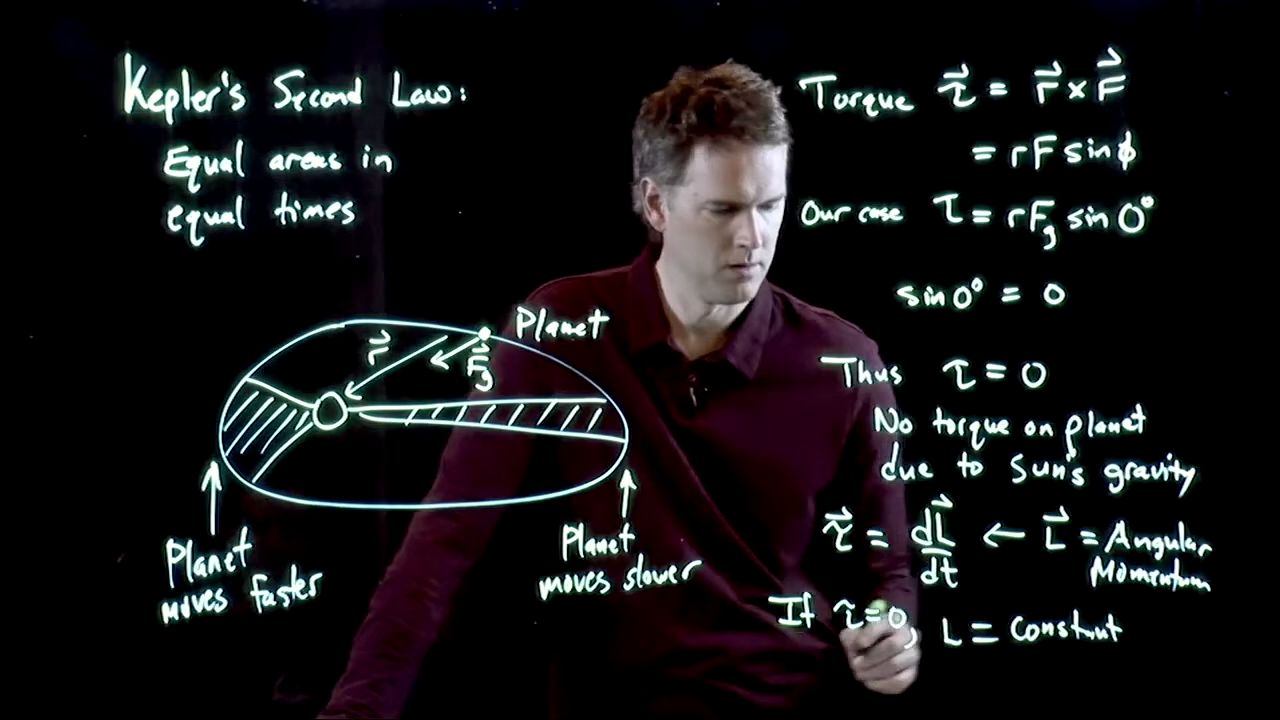 Kepler's Second Law:
Equal areas in
equal times
Planet
r⃗
F⃗g
Planet
moves faster
Planet
moves slower
Torque τ⃗ = r⃗ × F⃗
= rF sinϕ
Our case τ = rFg sin 0°
sin 0° = 0
Thus τ = 0
No torque on planet
due to Sun's gravity
τ⃗ = dL⃗/dt ← L⃗ = Angular
Momentum
If τ = 0, L = constant